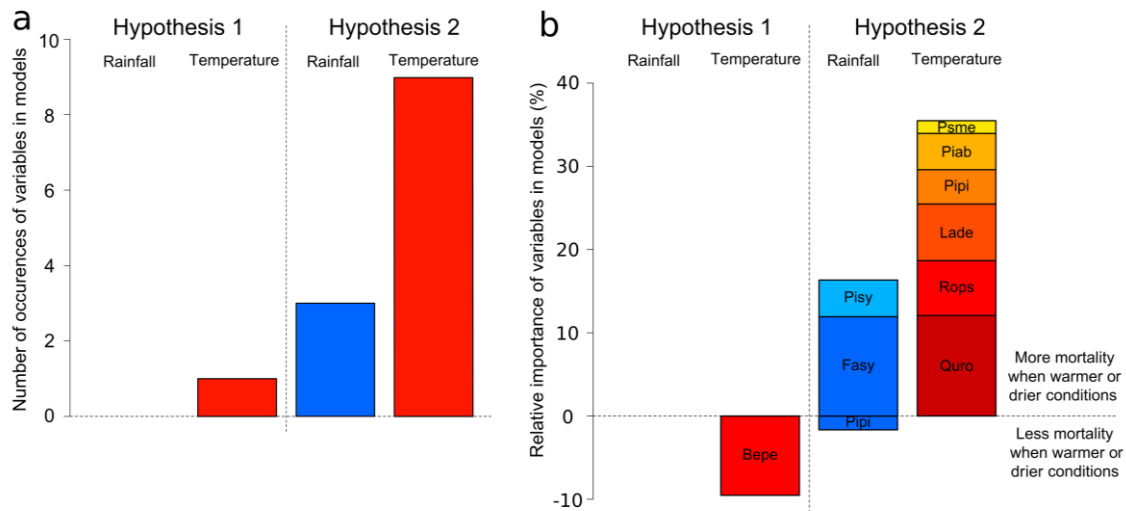 a
Hypothesis 1
Hypothesis 2
Rainfall
Temperature
Rainfall
Temperature
Number of occurences of variables in models
10
8
6
4
2
0
b
Hypothesis 1
Hypothesis 2
Rainfall
Temperature
Rainfall
Temperature
Relative importance of variables in models (%)
40
30
20
10
0
-10
Bepe
Pisy
Fasy
Pipi
Psme
Piab
Pipi
Lade
Rops
Quro
More mortality
when warmer or
drier conditions
Less mortality
when warmer or
drier conditions